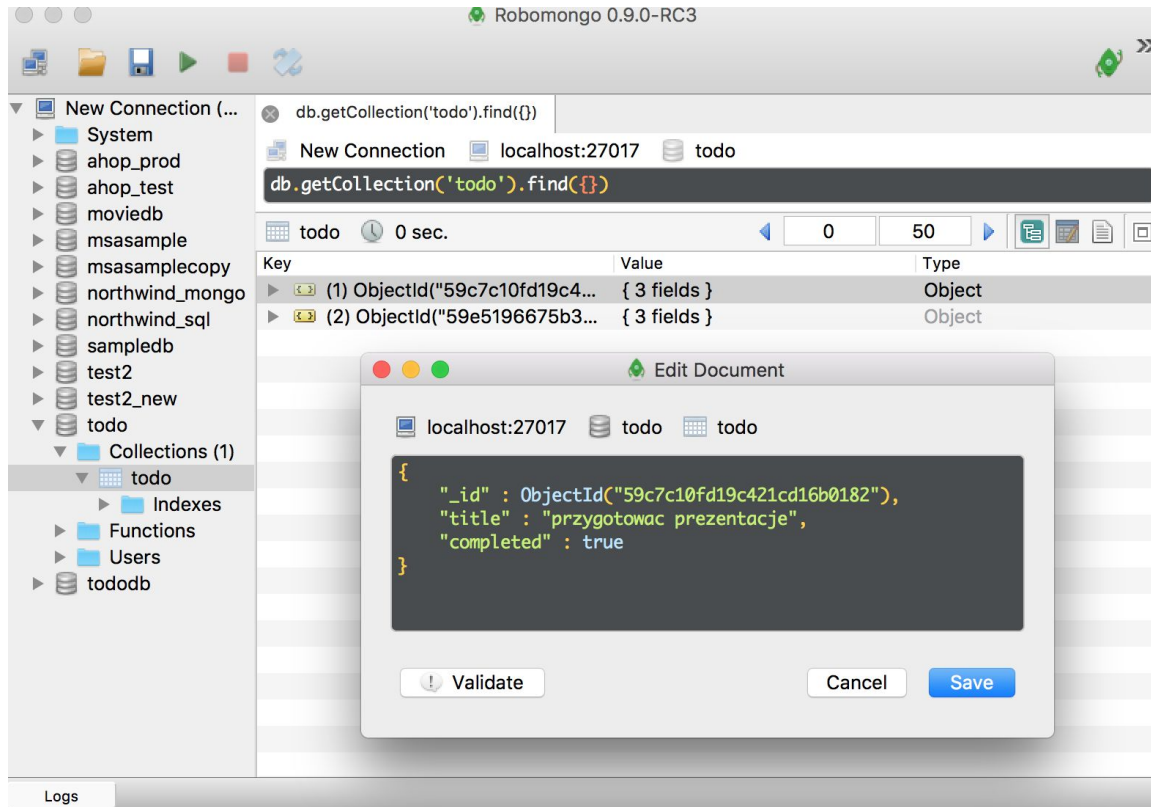 Robomongo 0.9.0-RC3
New Connection (...
System
ahop_prod
ahop_test
moviedb
msasample
msasamplecopy
northwind_mongo
northwind_sql
sampledb
test2
test2_new
todo
Collections (1)
todo
Indexes
Functions
Users
tododb
db.getCollection('todo').find({})
New Connection localhost:27017 todo
db.getCollection('todo').find({})
todo 0 sec. 0 50
Key Value Type
(1) ObjectId("59c7c10fd19c4... { 3 fields } Object
(2) ObjectId("59e5196675b3... { 3 fields } Object
Edit Document
localhost:27017 todo todo
{
"_id" : ObjectId("59c7c10fd19c421cd16b0182"),
"title" : "przygotowac prezentacje",
"completed" : true
}
Validate Cancel Save
Logs